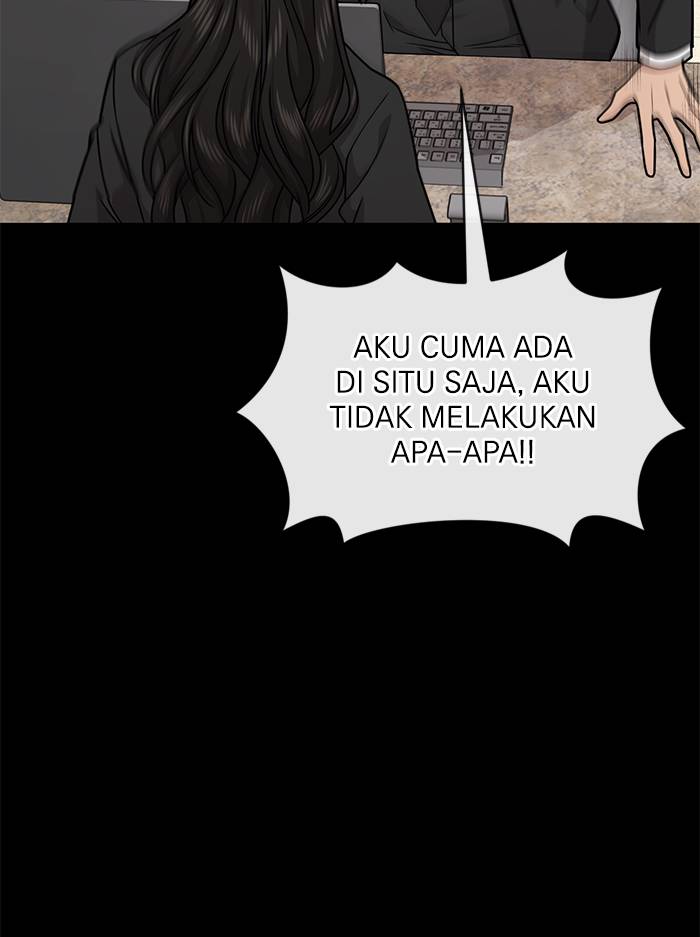 AKU CUMA ADA
DI SITU SAJA, AKU
TIDAK MELAKUKAN
APA-APA!!